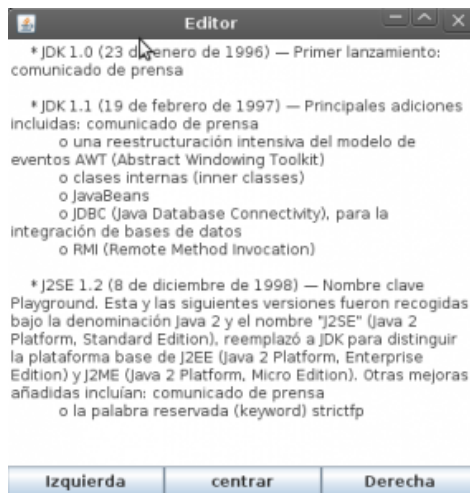 Editor
* JDK 1.0 (23 de enero de 1996) — Primer lanzamiento:
comunicado de prensa
* JDK 1.1 (19 de febrero de 1997) — Principales adiciones
incluidas: comunicado de prensa
o una reestructuración intensiva del modelo de
eventos AWT (Abstract Windowing Toolkit)
o clases internas (inner classes)
o JavaBeans
o JDBC (Java Database Connectivity), para la
integración de bases de datos
o RMI (Remote Method Invocation)
* J2SE 1.2 (8 de diciembre de 1998) — Nombre clave
Playground. Esta y las siguientes versiones fueron recogidas
bajo la denominación Java 2 y el nombre "J2SE" (Java 2
Platform, Standard Edition), reemplazó a JDK para distinguir
la plataforma base de J2EE (Java 2 Platform, Enterprise
Edition) y J2ME (Java 2 Platform, Micro Edition). Otras mejoras
añadidas incluían: comunicado de prensa
o la palabra reservada (keyword) strictfp
Izquierda centrar Derecha